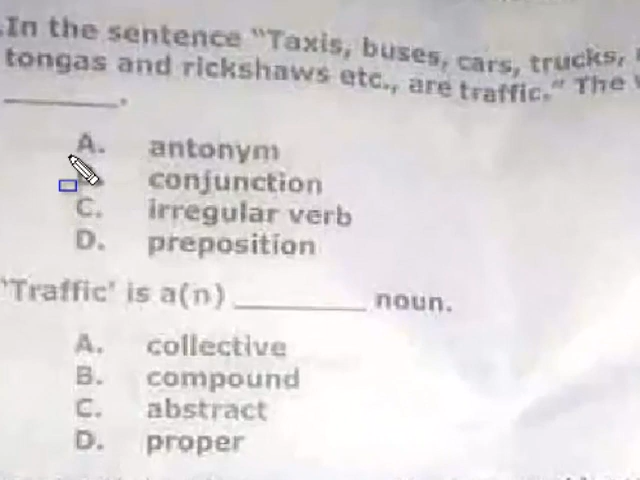 In the sentence "Taxis, buses, cars, trucks,
tongas and rickshaws etc., are traffic." The
__________.
A. antonym
conjunction
C. irregular verb
D. preposition
'Traffic' is a(n) __________ noun.
A. collective
B. compound
C. abstract
D. proper